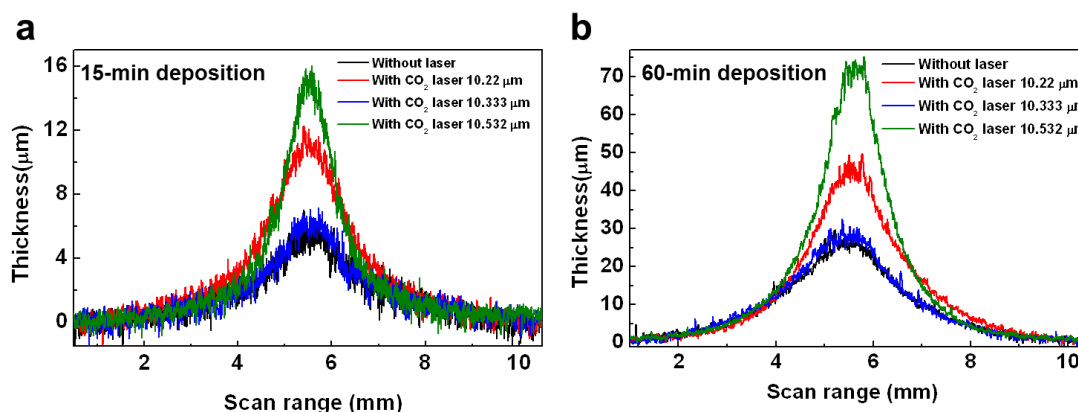 a
15-min deposition
Without laser
With CO₂ laser 10.22 μm
With CO₂ laser 10.333 μm
With CO₂ laser 10.532 μm
Thickness(μm)
16
12
8
4
0
2
4
6
8
10
Scan range (mm)
b
60-min deposition
Without laser
With CO₂ laser 10.22 μm
With CO₂ laser 10.333 μm
With CO₂ laser 10.532 μm
Thickness(μm)
70
60
50
40
30
20
10
0
2
4
6
8
10
Scan range (mm)